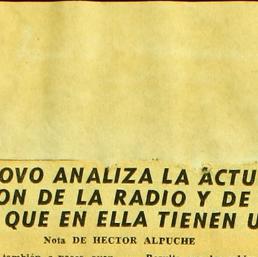 OVO ANALIZA LA ACTU
ON DE LA RADIO Y DE
QUE EN ELLA TIENEN U
Nota DE HECTOR ALPUCHE